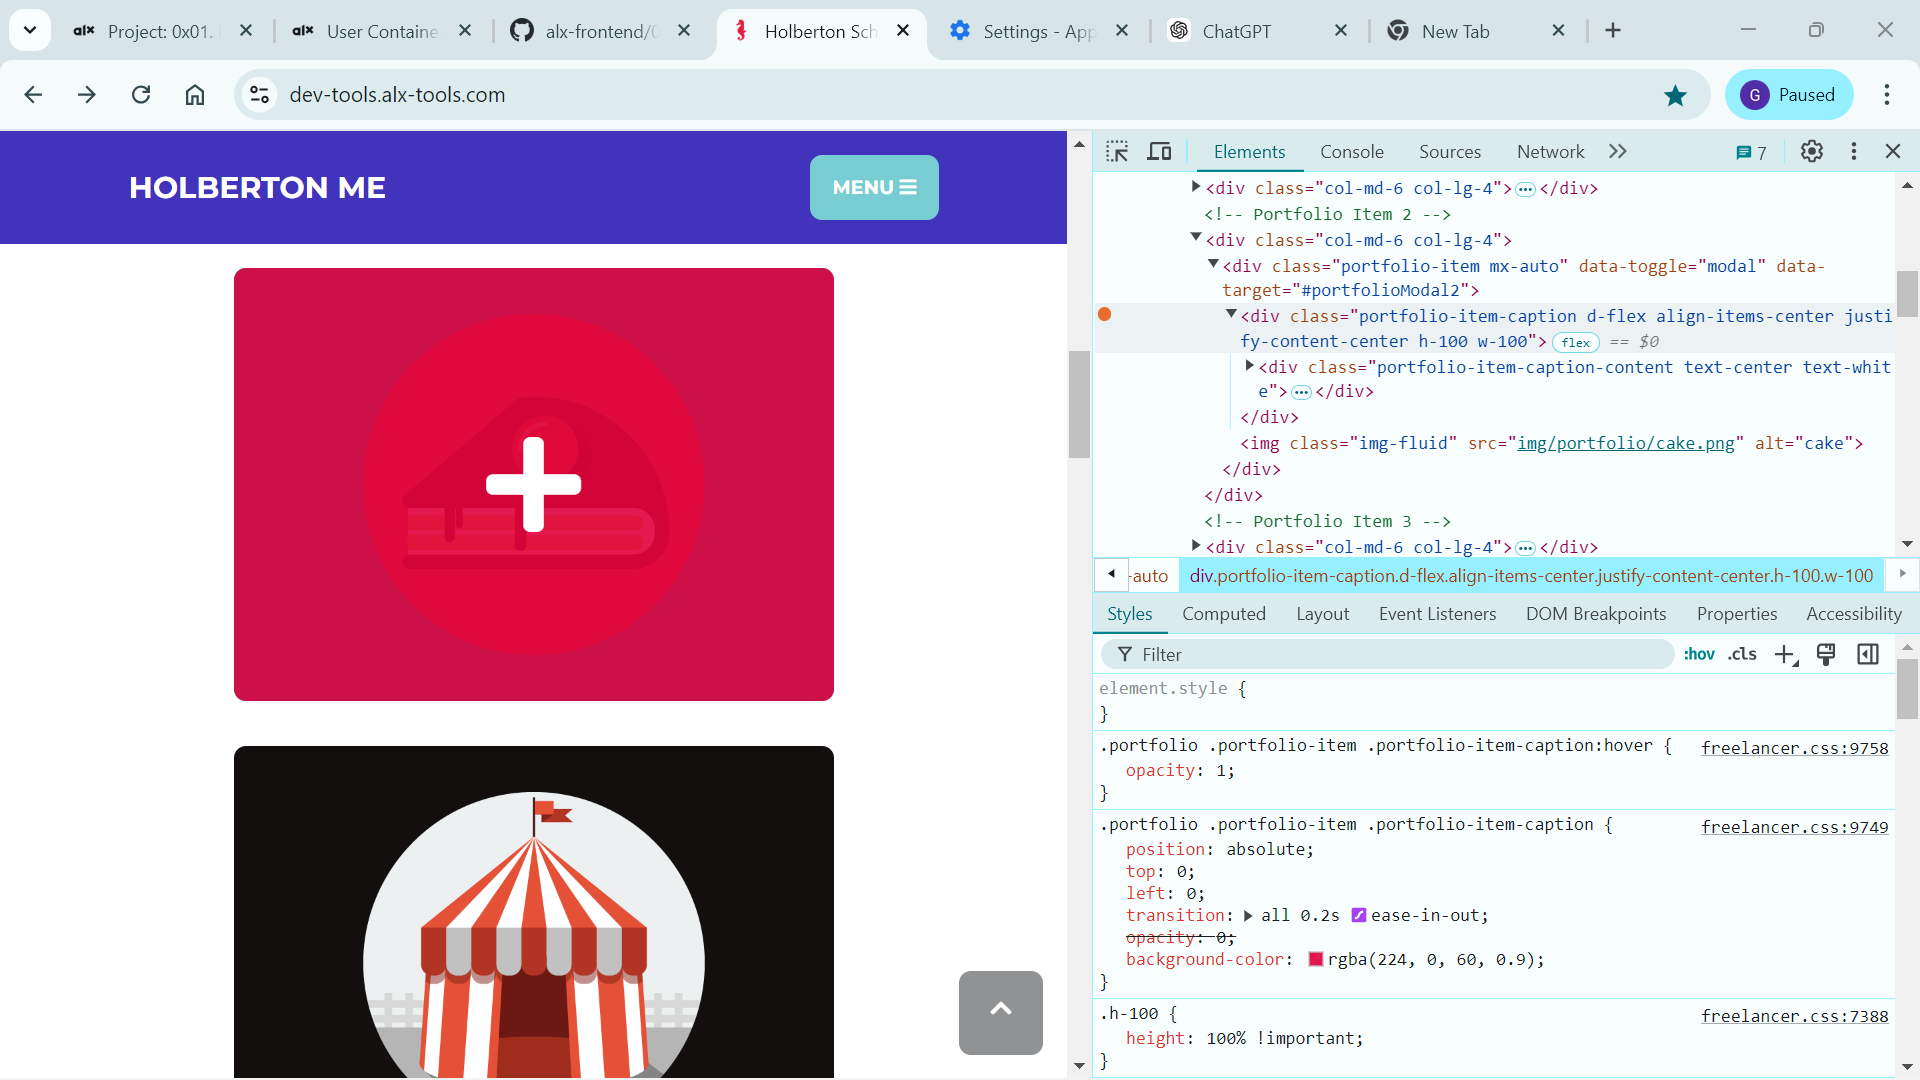 alx Project: 0x01.
alx User Containe
alx-frontend/0
Holberton Sch
Settings - App
ChatGPT
New Tab
dev-tools.alx-tools.com
G Paused
HOLBERTON ME
MENU
Elements Console Sources Network 7
<div class="col-md-6 col-lg-4"> ••• </div>
<!-- Portfolio Item 2 -->
<div class="col-md-6 col-lg-4">
<div class="portfolio-item mx-auto" data-toggle="modal" data-
target="#portfolioModal2">
<div class="portfolio-item-caption d-flex align-items-center justi
fy-content-center h-100 w-100"> flex == $0
<div class="portfolio-item-caption-content text-center text-whit
e"> ••• </div>
</div>
<img class="img-fluid" src="img/portfolio/cake.png" alt="cake">
</div>
</div>
<!-- Portfolio Item 3 -->
<div class="col-md-6 col-lg-4"> ••• </div>
-auto div.portfolio-item-caption.d-flex.align-items-center.justify-content-center.h-100.w-100
Styles Computed Layout Event Listeners DOM Breakpoints Properties Accessibility
Filter :hov .cls
element.style {
}
.portfolio .portfolio-item .portfolio-item-caption:hover { freelancer.css:9758
opacity: 1;
}
.portfolio .portfolio-item .portfolio-item-caption { freelancer.css:9749
position: absolute;
top: 0;
left: 0;
transition: all 0.2s ease-in-out;
opacity: 0;
background-color: rgba(224, 0, 60, 0.9);
}
.h-100 { freelancer.css:7388
height: 100% !important;
}